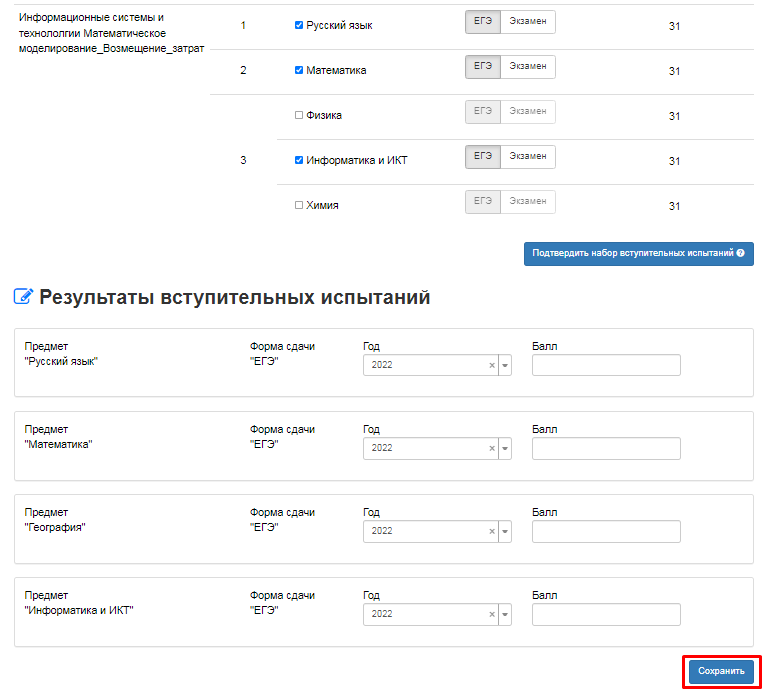 Информационные системы и
технололгии Математическое
моделирование_Возмещение_затрат
1 Русский язык ЕГЭ Экзамен 31
2 Математика ЕГЭ Экзамен 31
Физика ЕГЭ Экзамен 31
3 Информатика и ИКТ ЕГЭ Экзамен 31
Химия ЕГЭ Экзамен 31
Подтвердить набор вступительных испытаний ?
Результаты вступительных испытаний
Предмет Форма сдачи Год Балл
"Русский язык" "ЕГЭ" 2022 ×
Предмет Форма сдачи Год Балл
"Математика" "ЕГЭ" 2022 ×
Предмет Форма сдачи Год Балл
"География" "ЕГЭ" 2022 ×
Предмет Форма сдачи Год Балл
"Информатика и ИКТ" "ЕГЭ" 2022 ×
Сохранить